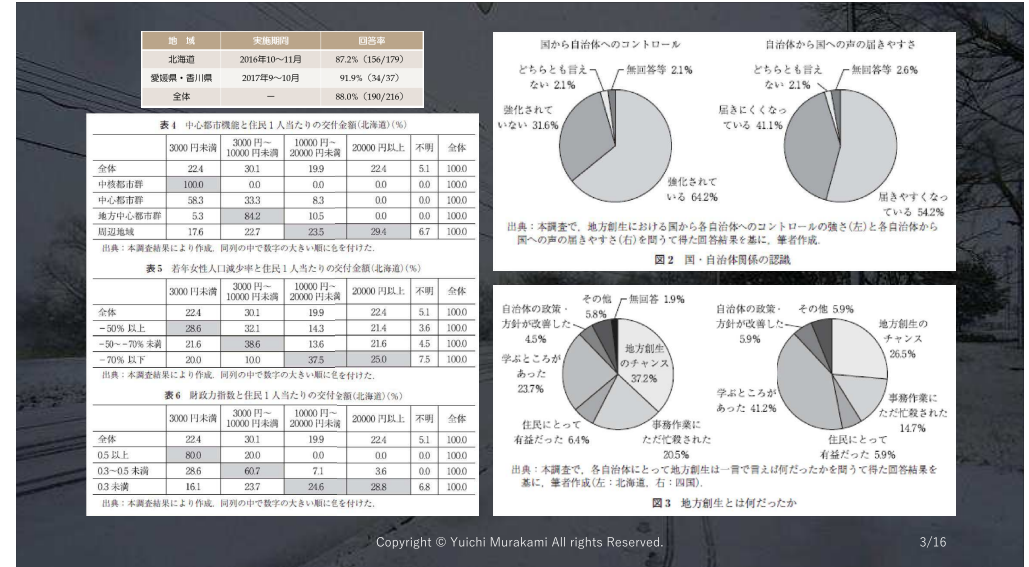 地　域　実施期間　回答率
北海道　2016年10～11月　87.2%（156/179）
愛媛県・香川県　2017年9～10月　91.9%（34/37）
全体　－　88.0%（190/216）
表4　中心都市機能と住民1人当たりの交付金額(北海道)(％)
3000円未満　3000円～10000円未満　10000円～20000円未満　20000円以上　不明　全体
全体　22.4　30.1　19.9　22.4　5.1　100.0
中核都市群　100.0　0.0　0.0　0.0　0.0　100.0
中心都市群　58.3　33.3　8.3　0.0　0.0　100.0
地方中心都市群　5.3　84.2　10.5　0.0　0.0　100.0
周辺地域　17.6　22.7　23.5　29.4　6.7　100.0
出典：本調査結果により作成．同列の中で数字の大きい順に色を付けた．
表5　若年女性人口減少率と住民1人当たりの交付金額(北海道)(％)
3000円未満　3000円～10000円未満　10000円～20000円未満　20000円以上　不明　全体
全体　22.4　30.1　19.9　22.4　5.1　100.0
－50％以上　28.6　32.1　14.3　21.4　3.6　100.0
－50～－70％未満　21.6　38.6　13.6　21.6　4.5　100.0
－70％以下　20.0　10.0　37.5　25.0　7.5　100.0
出典：本調査結果により作成．同列の中で数字の大きい順に色を付けた．
表6　財政力指数と住民1人当たりの交付金額(北海道)(％)
3000円未満　3000円～10000円未満　10000円～20000円未満　20000円以上　不明　全体
全体　22.4　30.1　19.9　22.4　5.1　100.0
0.5以上　80.0　20.0　0.0　0.0　0.0　100.0
0.3～0.5未満　28.6　60.7　7.1　3.6　0.0　100.0
0.3未満　16.1　23.7　24.6　28.8　6.8　100.0
出典：本調査結果により作成．同列の中で数字の大きい順に色を付けた．
国から自治体へのコントロール
どちらとも言え
ない 2.1%
無回答等 2.1%
強化されて
いない 31.6%
強化されて
いる 64.2%
自治体から国への声の届きやすさ
どちらとも言え
ない 2.1%
無回答等 2.6%
届きにくくなっ
ている 41.1%
届きやすくなっ
ている 54.2%
出典：本調査で，地方創生における国から各自治体へのコントロールの強さ(左)と各自治体から
国への声の届きやすさ(右)を問うて得た回答結果を基に，筆者作成．
図2　国・自治体関係の認識
その他
5.8%
無回答 1.9%
自治体の政策・
方針が改善した
4.5%
地方創生
のチャンス
37.2%
学ぶところが
あった
23.7%
住民にとって
有益だった 6.4%
事務作業に
ただ忙殺された
20.5%
自治体の政策・
方針が改善した
5.9%
その他 5.9%
地方創生の
チャンス
26.5%
学ぶところが
あった 41.2%
事務作業に
ただ忙殺された
14.7%
住民にとって
有益だった 5.9%
出典：本調査で，各自治体にとって地方創生は一言で言えば何だったかを問うて得た回答結果を
基に，筆者作成(左：北海道，右：四国)．
図3　地方創生とは何だったか
Copyright © Yuichi Murakami All rights Reserved.
3/16